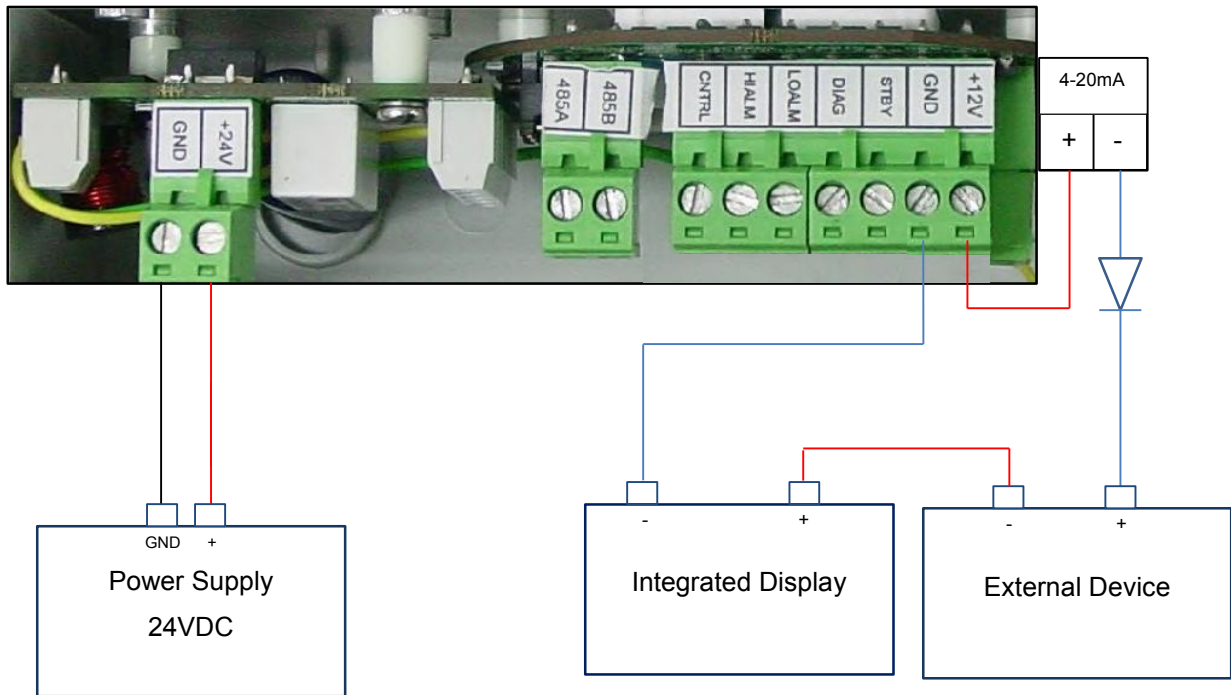 GND
+24V
485A
485B
CNTRL
HIALM
LOALM
DIAG
STBY
GND
+12V
4-20mA
+ -
GND +
Power Supply
24VDC
- +
Integrated Display
- +
External Device